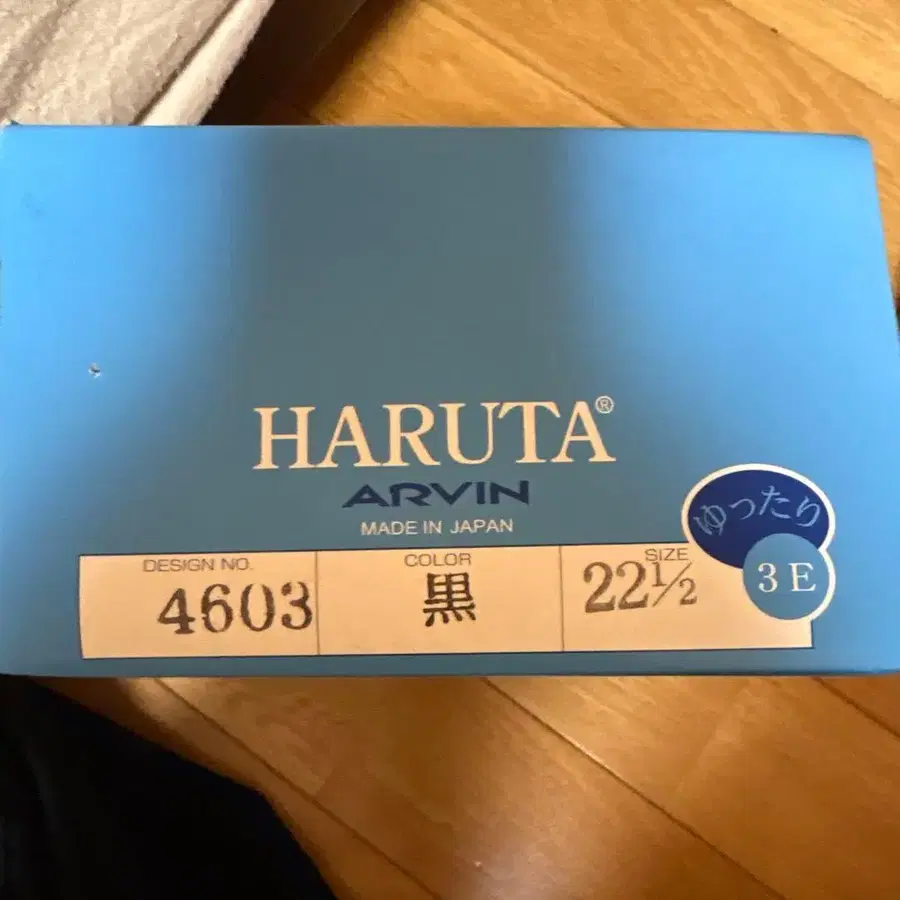 HARUTA®
ARVIN
MADE IN JAPAN
ゆったり
3E
DESIGN NO. COLOR SIZE
4603 黒 22½